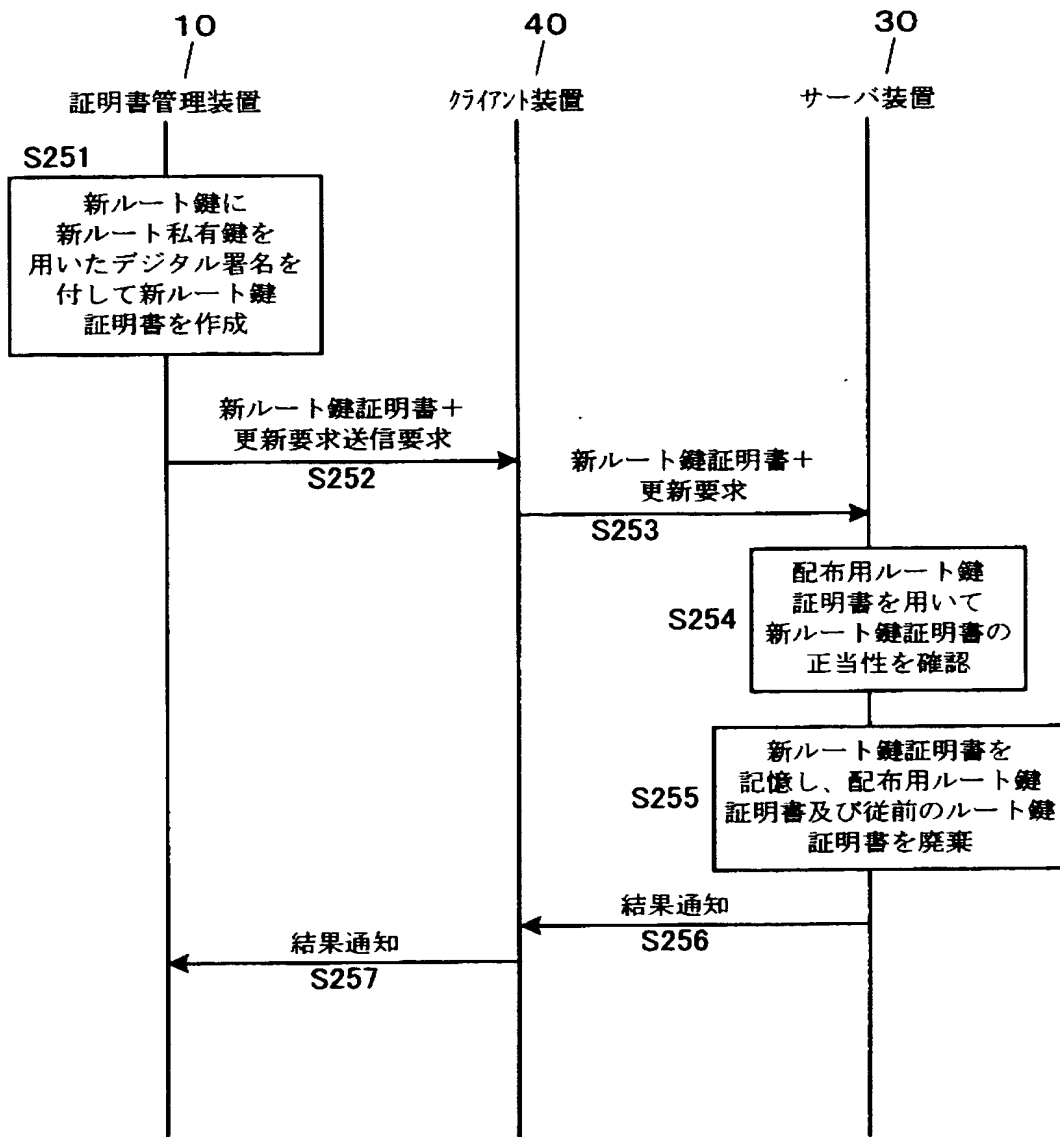 10
40
30
証明書管理装置
クライアント装置
サーバ装置
S251
新ルート鍵に
新ルート私有鍵を
用いたデジタル署名を
付して新ルート鍵
証明書を作成
新ルート鍵証明書＋
更新要求送信要求
S252
新ルート鍵証明書＋
更新要求
S253
S254
配布用ルート鍵
証明書を用いて
新ルート鍵証明書の
正当性を確認
S255
新ルート鍵証明書を
記憶し、配布用ルート鍵
証明書及び従前のルート鍵
証明書を廃棄
結果通知
S256
結果通知
S257